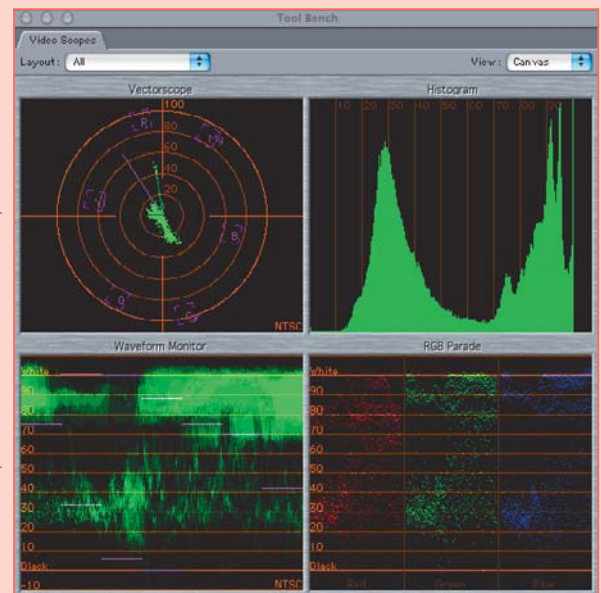 Tool Bench
Video Scopes
Layout: All
View: Canvas
Vectorscope
100
80
60
40
20
R
Mg
B
Cy
G
NTSC
Histogram
10 20 30 40 50 60 70 80 90
Waveform Monitor
White
90
80
70
60
50
40
30
20
10
Black
-10
NTSC
RGB Parade
White
90
80
70
60
50
40
30
20
10
Black
-10
Red Green Blue